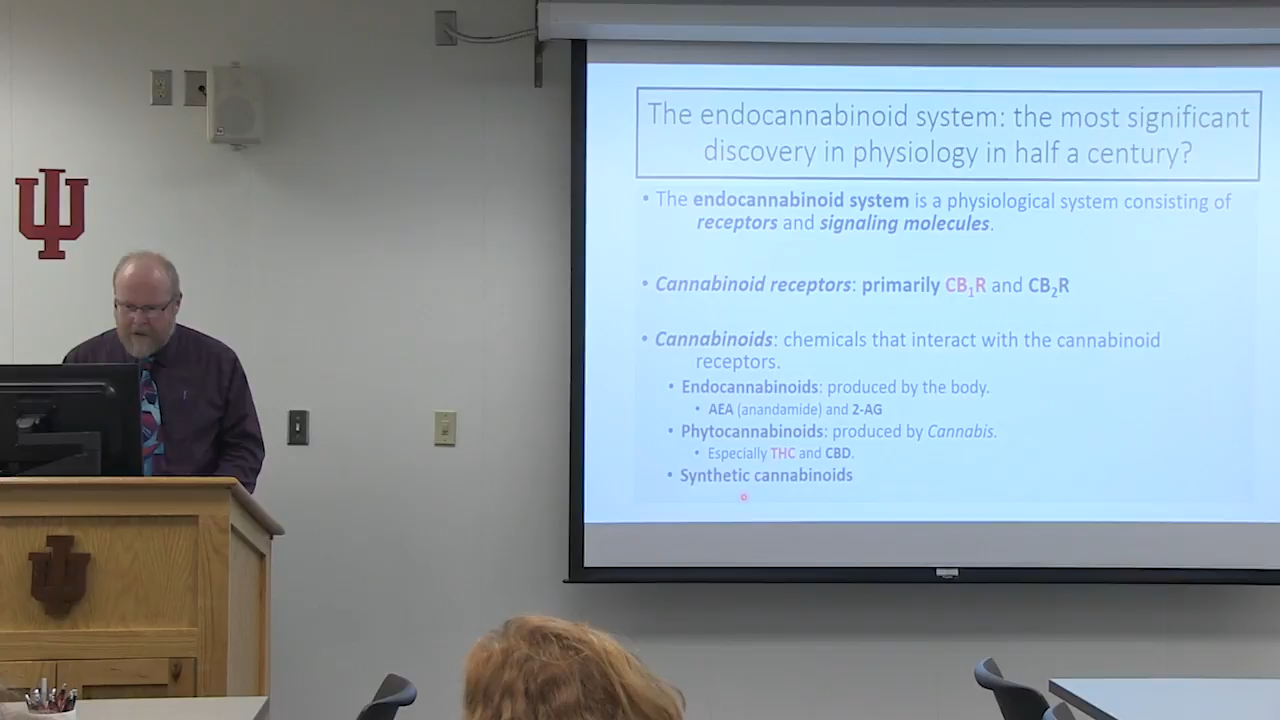 The endocannabinoid system: the most significant
discovery in physiology in half a century?
• The endocannabinoid system is a physiological system consisting of
receptors and signaling molecules.
• Cannabinoid receptors: primarily CB₁R and CB₂R
• Cannabinoids: chemicals that interact with the cannabinoid
receptors.
• Endocannabinoids: produced by the body.
• AEA (anandamide) and 2-AG
• Phytocannabinoids: produced by Cannabis.
• Especially THC and CBD.
• Synthetic cannabinoids